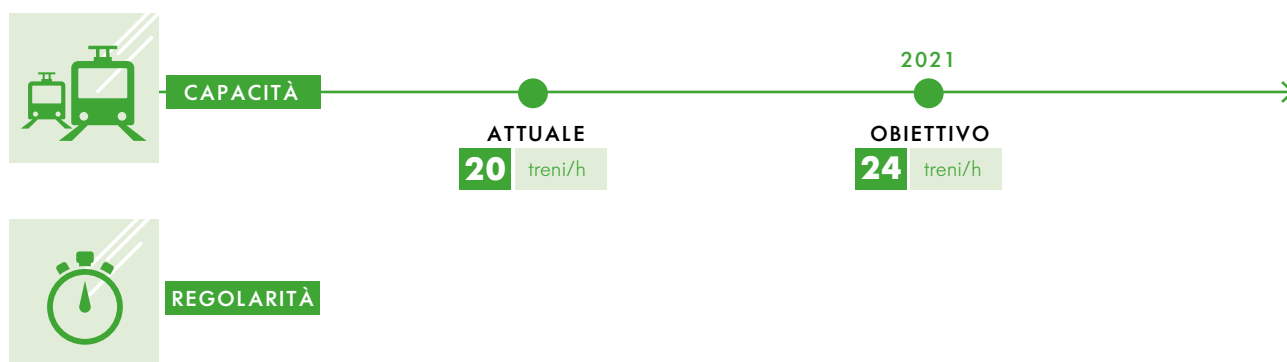 2021
CAPACITÀ
ATTUALE
OBIETTIVO
20 treni/h
24 treni/h
REGOLARITÀ